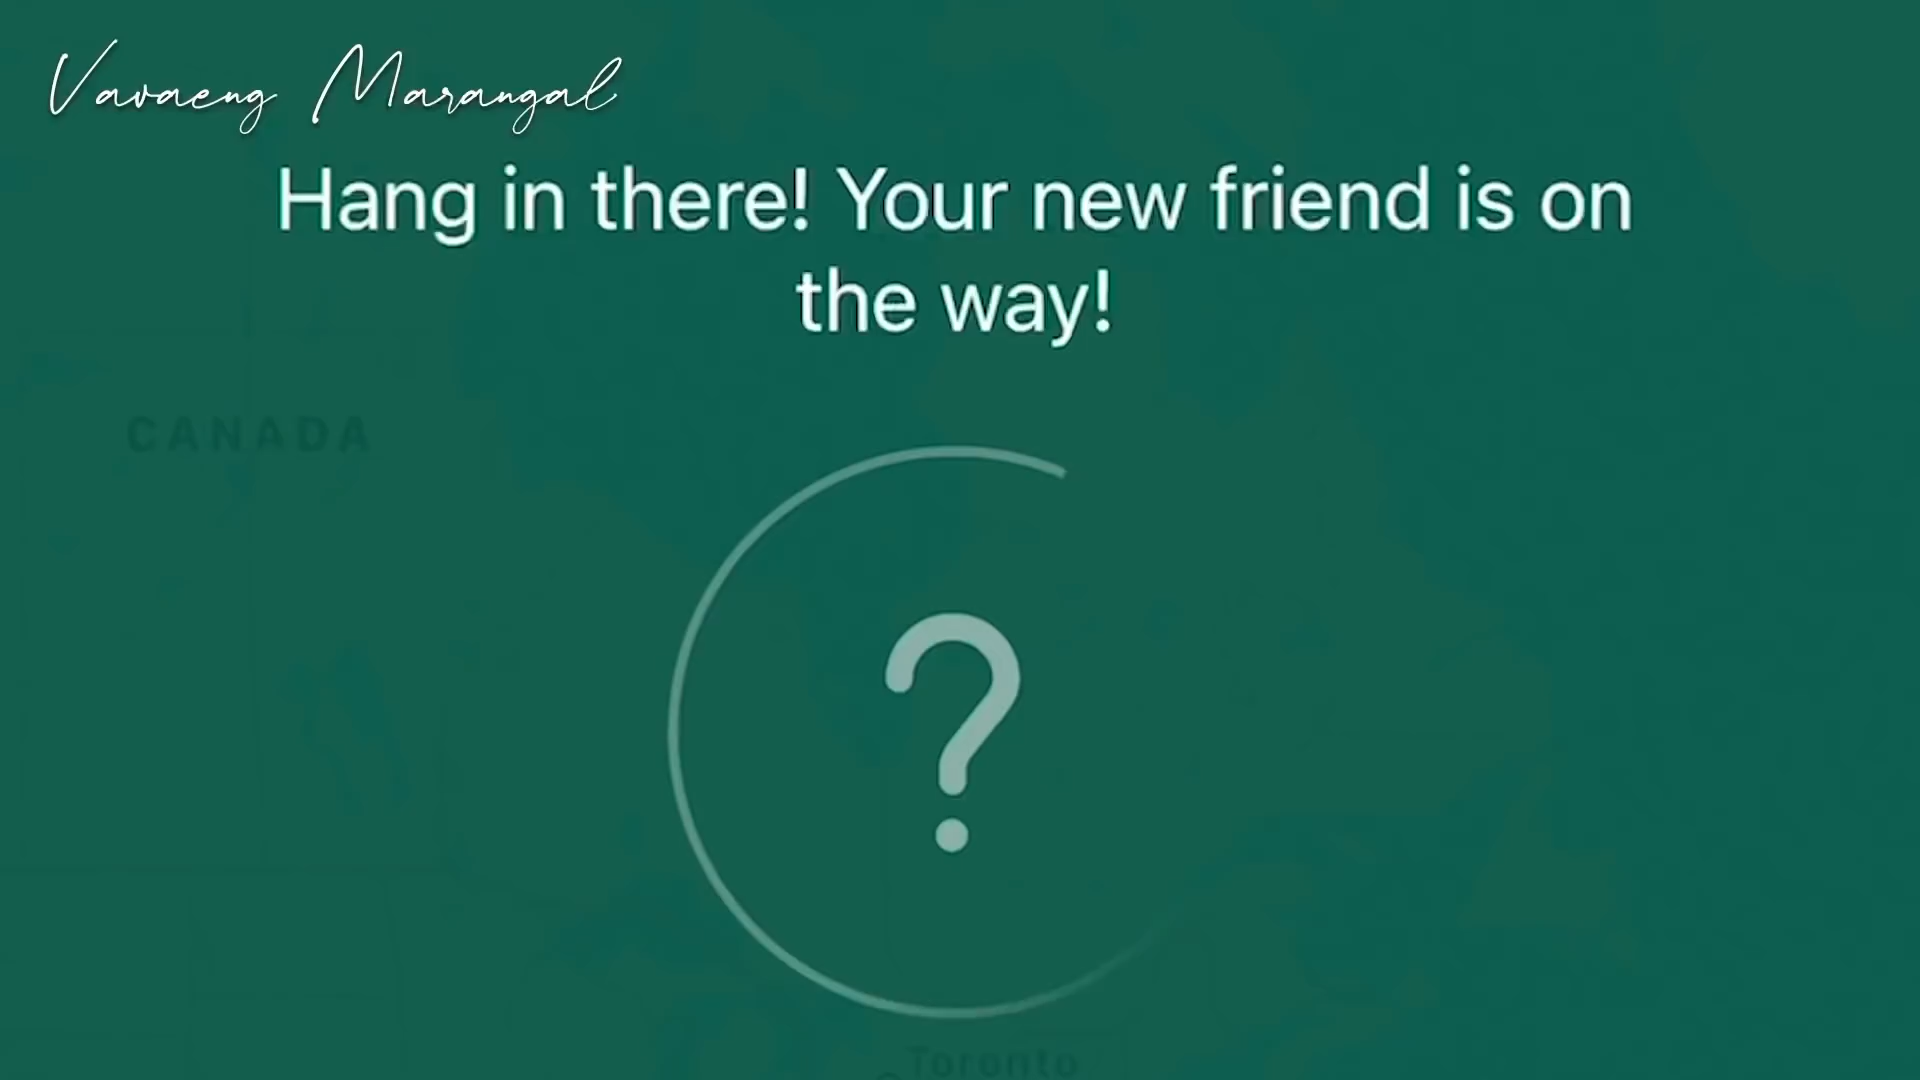 Vavaeng Marangal
Hang in there! Your new friend is on
the way!
CANADA
?
Toronto